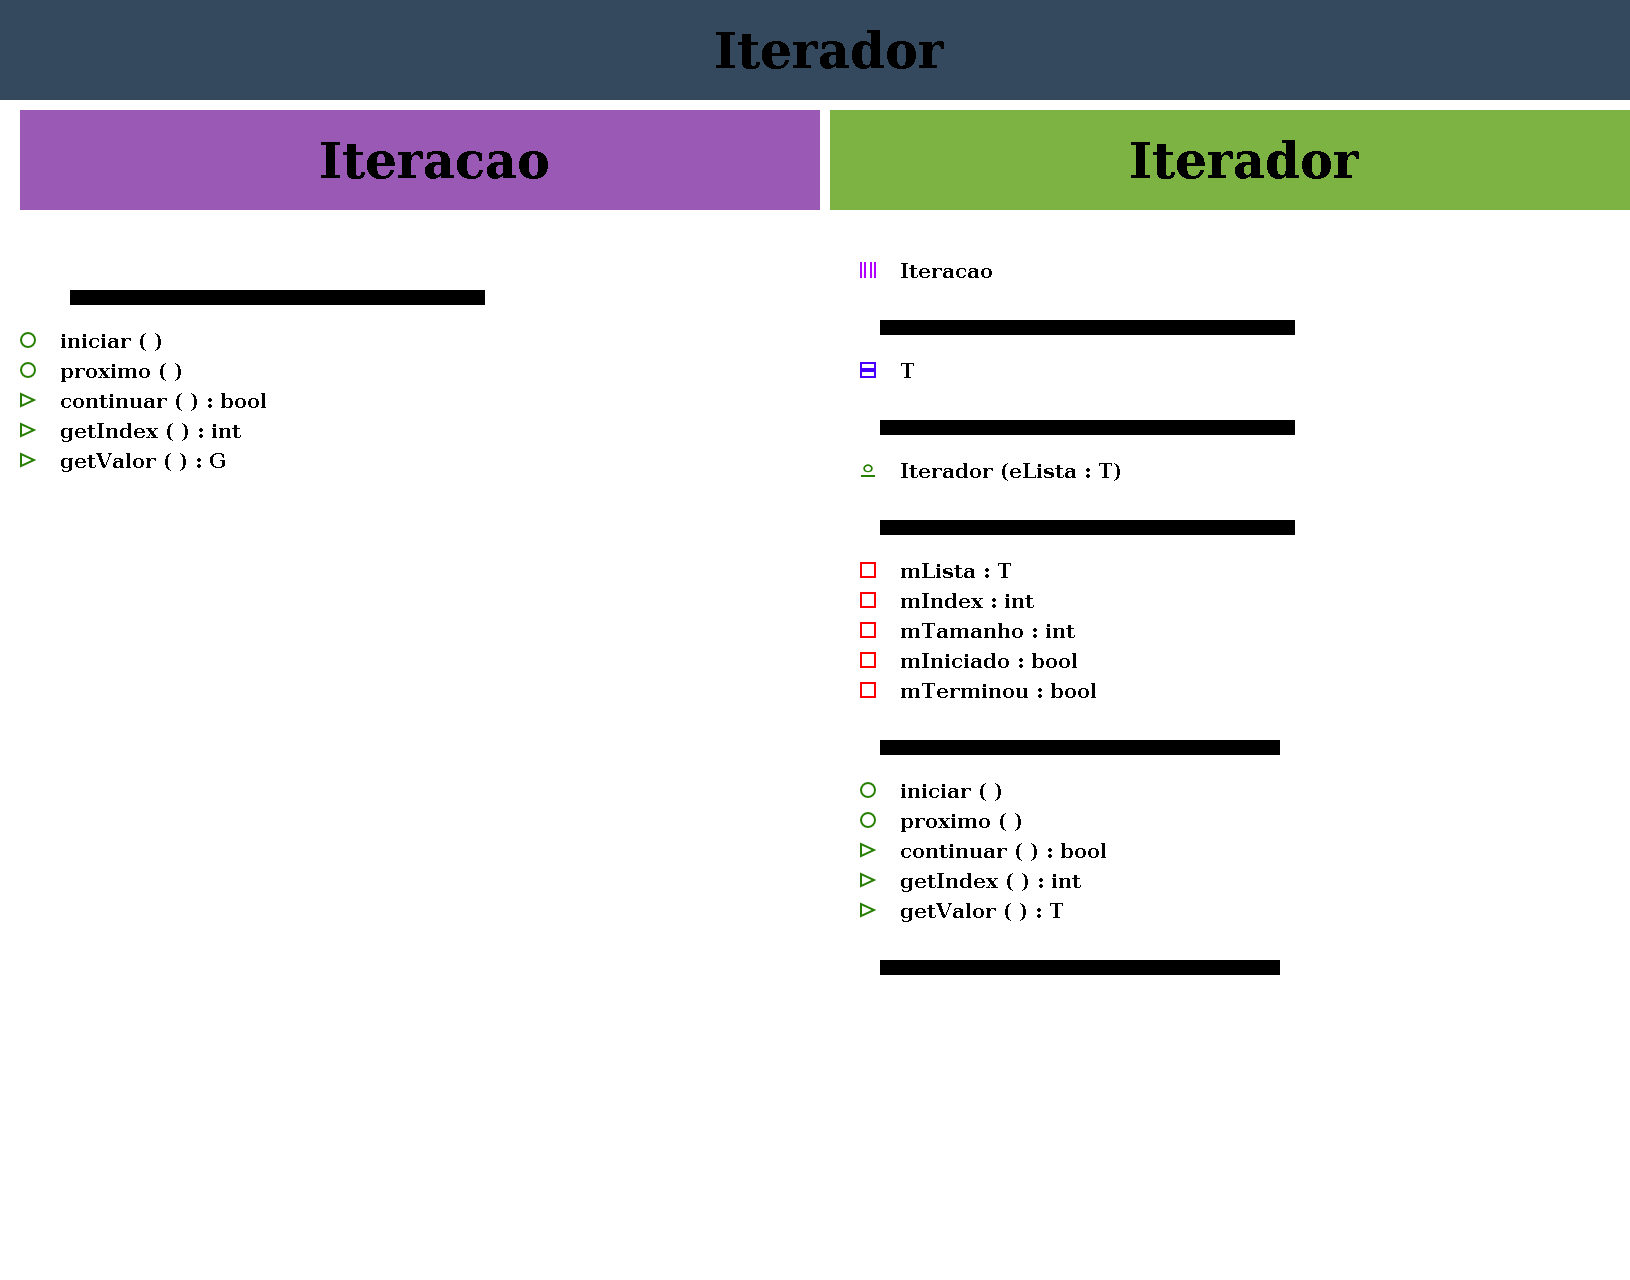 Iterador
Iteracao
iniciar ( )
proximo ( )
continuar ( ) : bool
getIndex ( ) : int
getValor ( ) : G
Iterador
Iteracao
T
Iterador (eLista : T)
mLista : T
mIndex : int
mTamanho : int
mIniciado : bool
mTerminou : bool
iniciar ( )
proximo ( )
continuar ( ) : bool
getIndex ( ) : int
getValor ( ) : T